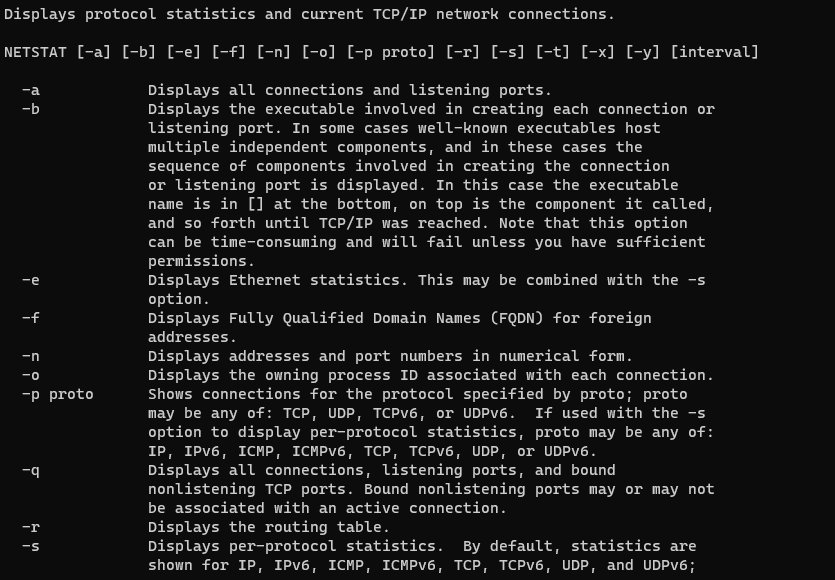 Displays protocol statistics and current TCP/IP network connections.
NETSTAT [-a] [-b] [-e] [-f] [-n] [-o] [-p proto] [-r] [-s] [-t] [-x] [-y] [interval]
-a Displays all connections and listening ports.
-b Displays the executable involved in creating each connection or
listening port. In some cases well-known executables host
multiple independent components, and in these cases the
sequence of components involved in creating the connection
or listening port is displayed. In this case the executable
name is in [] at the bottom, on top is the component it called,
and so forth until TCP/IP was reached. Note that this option
can be time-consuming and will fail unless you have sufficient
permissions.
-e Displays Ethernet statistics. This may be combined with the -s
option.
-f Displays Fully Qualified Domain Names (FQDN) for foreign
addresses.
-n Displays addresses and port numbers in numerical form.
-o Displays the owning process ID associated with each connection.
-p proto Shows connections for the protocol specified by proto; proto
may be any of: TCP, UDP, TCPv6, or UDPv6.  If used with the -s
option to display per-protocol statistics, proto may be any of:
IP, IPv6, ICMP, ICMPv6, TCP, TCPv6, UDP, or UDPv6.
-q Displays all connections, listening ports, and bound
nonlistening TCP ports. Bound nonlistening ports may or may not
be associated with an active connection.
-r Displays the routing table.
-s Displays per-protocol statistics.  By default, statistics are
shown for IP, IPv6, ICMP, ICMPv6, TCP, TCPv6, UDP, and UDPv6;